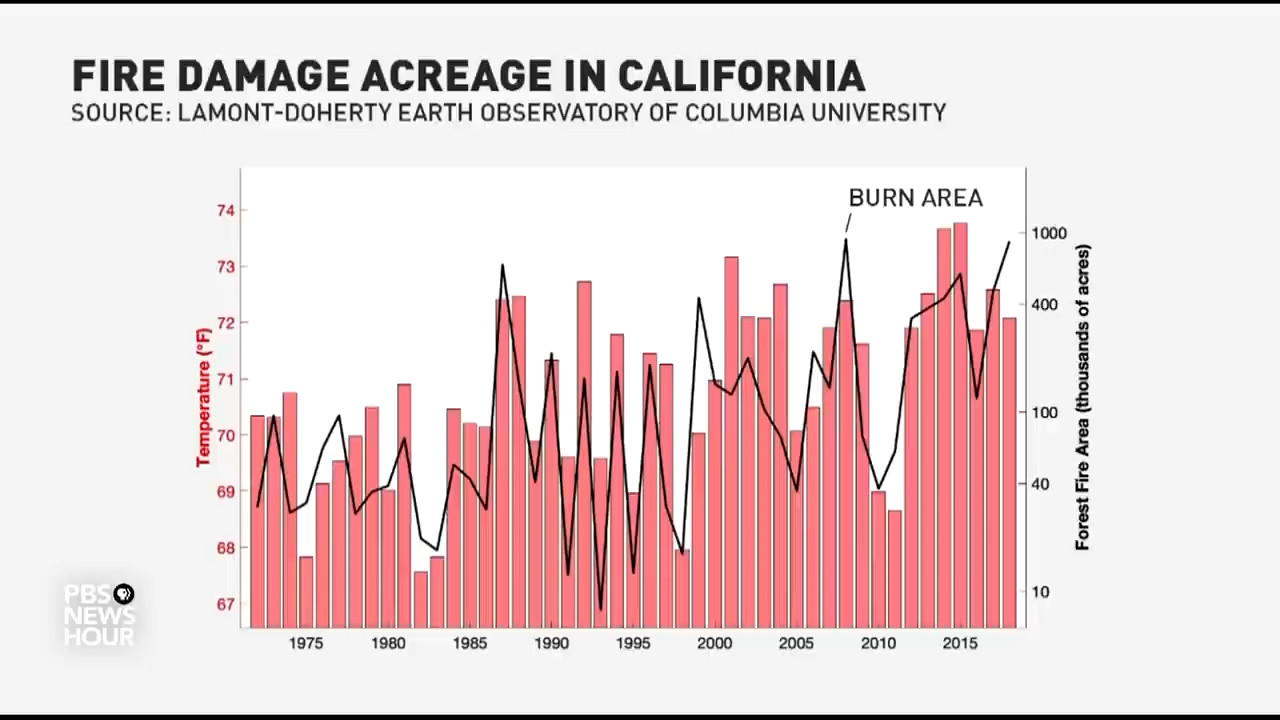 FIRE DAMAGE ACREAGE IN CALIFORNIA
SOURCE: LAMONT-DOHERTY EARTH OBSERVATORY OF COLUMBIA UNIVERSITY
BURN AREA
Temperature (°F)
74
73
72
71
70
69
68
67
1000
400
100
40
10
Forest Fire Area (thousands of acres)
1975 1980 1985 1990 1995 2000 2005 2010 2015
PBS
NEWS
HOUR